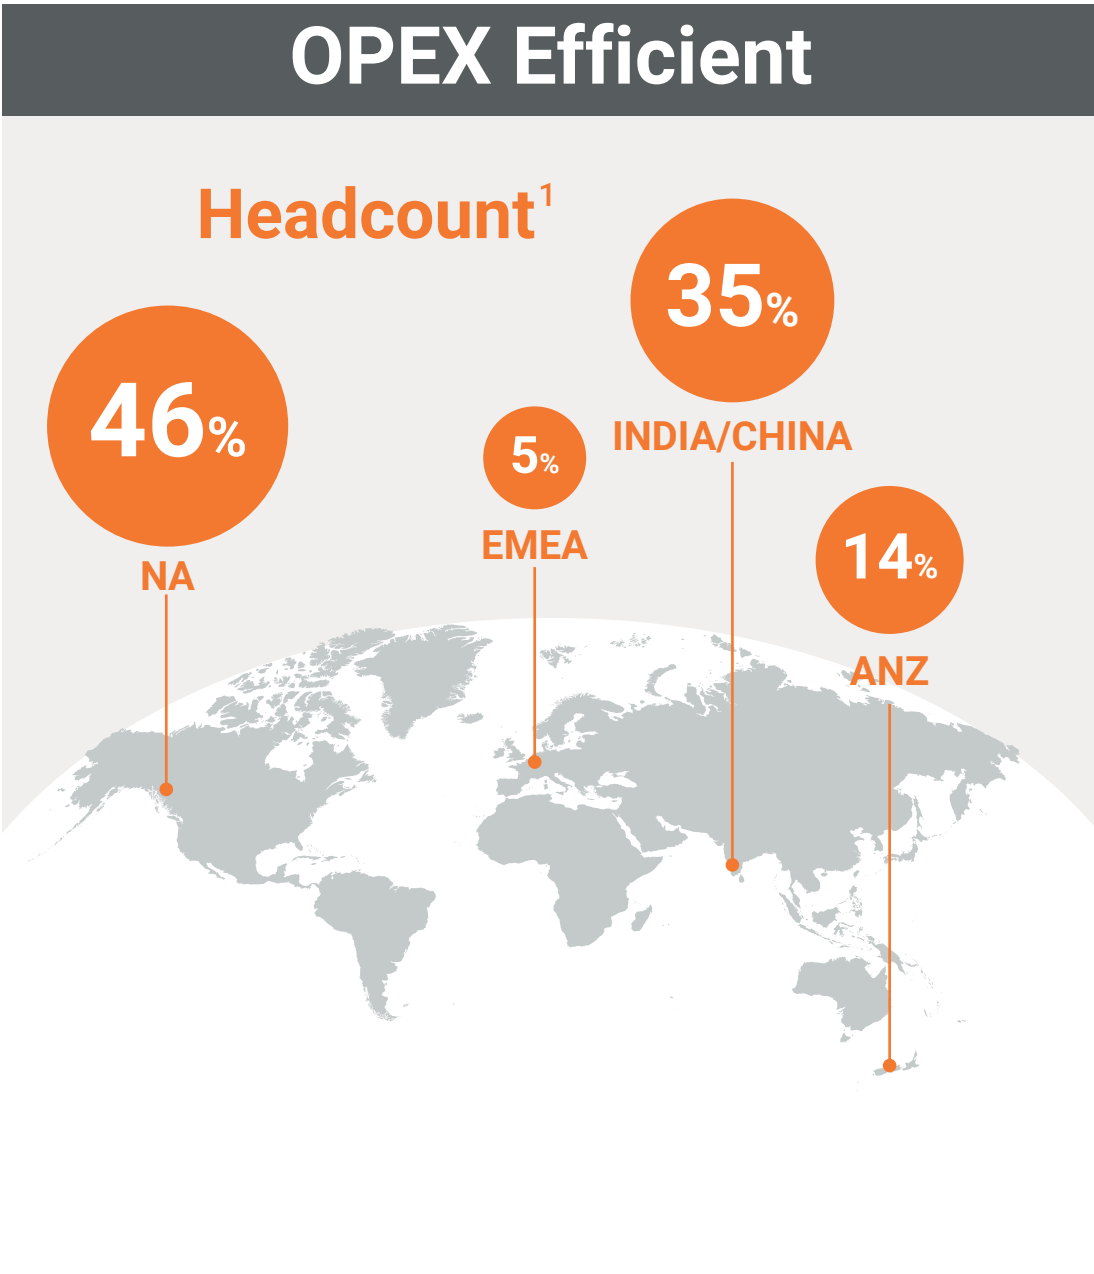 OPEX Efficient
Headcount¹
35%
INDIA/CHINA
46%
NA
5%
EMEA
14%
ANZ